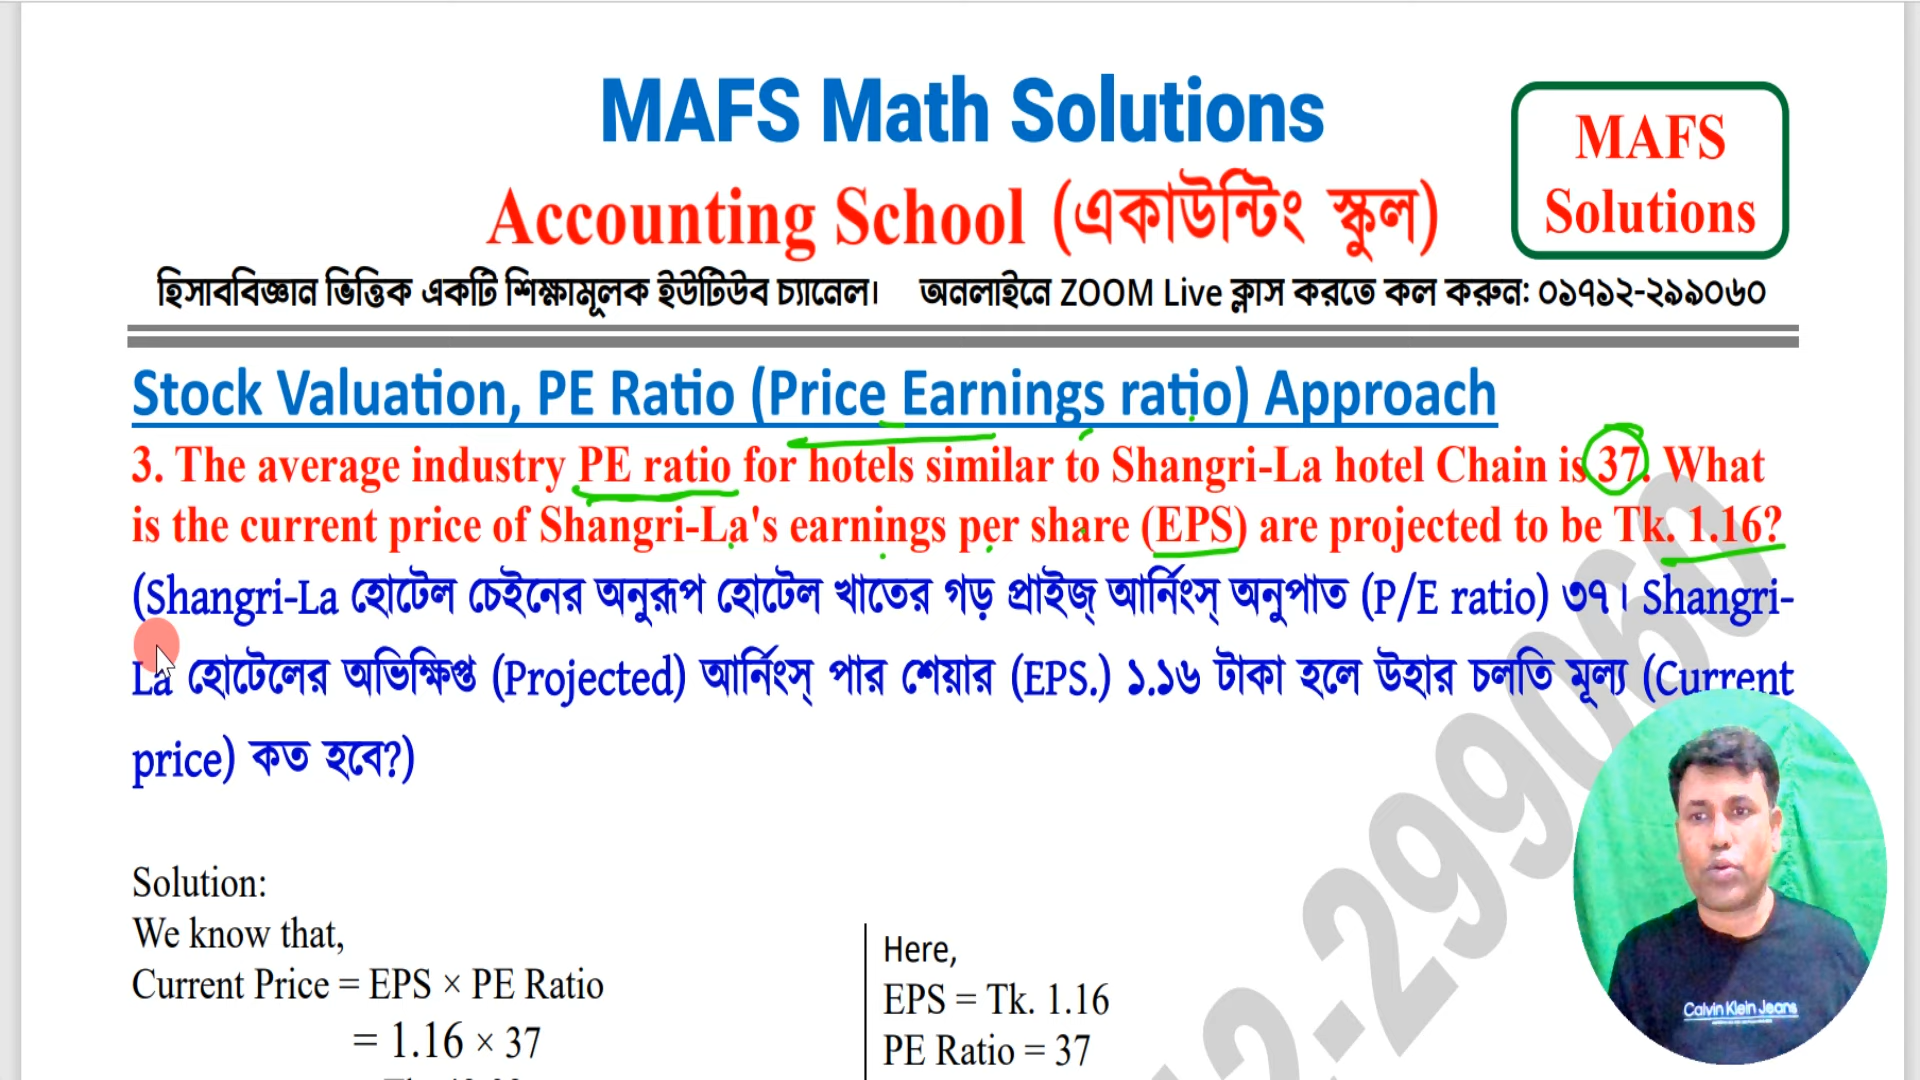 MAFS Math Solutions
MAFS
Solutions
Accounting School (একাউন্টিং স্কুল)
হিসাববিজ্ঞান ভিত্তিক একটি শিক্ষামূলক ইউটিউব চ্যানেল। অনলাইনে ZOOM Live ক্লাস করতে কল করুন: ০১৭১২-২৯৯০৬০
Stock Valuation, PE Ratio (Price Earnings ratio) Approach
3. The average industry PE ratio for hotels similar to Shangri-La hotel Chain is 37. What
is the current price of Shangri-La's earnings per share (EPS) are projected to be Tk. 1.16?
(Shangri-La হোটেল চেইনের অনুরূপ হোটেল খাতের গড় প্রাইজ্ আর্নিংস্ অনুপাত (P/E ratio) ৩৭। Shangri-
La হোটেলের অভিক্ষিপ্ত (Projected) আর্নিংস্ পার শেয়ার (EPS.) ১.১৬ টাকা হলে উহার চলতি মূল্য (Current
price) কত হবে?)
Solution:
We know that,
Current Price = EPS × PE Ratio
= 1.16 × 37
Here,
EPS = Tk. 1.16
PE Ratio = 37
12-299060
Calvin Klein Jeans